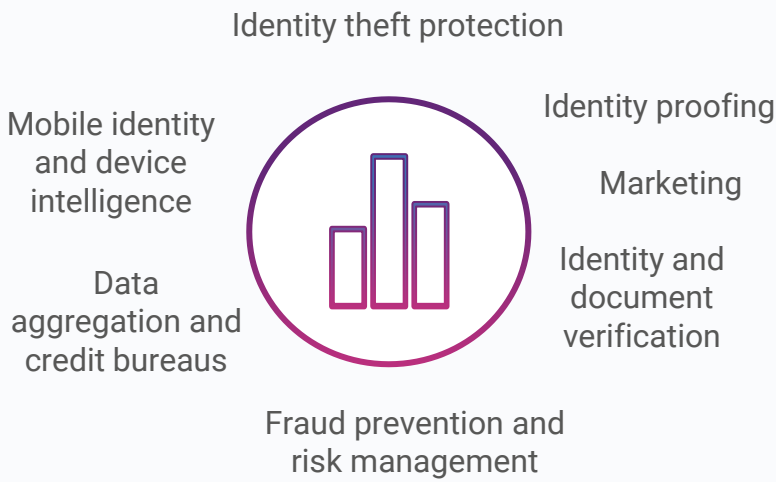 Identity theft protection
Identity proofing
Mobile identity
and device
intelligence
Marketing
Identity and
document
verification
Data
aggregation and
credit bureaus
Fraud prevention and
risk management